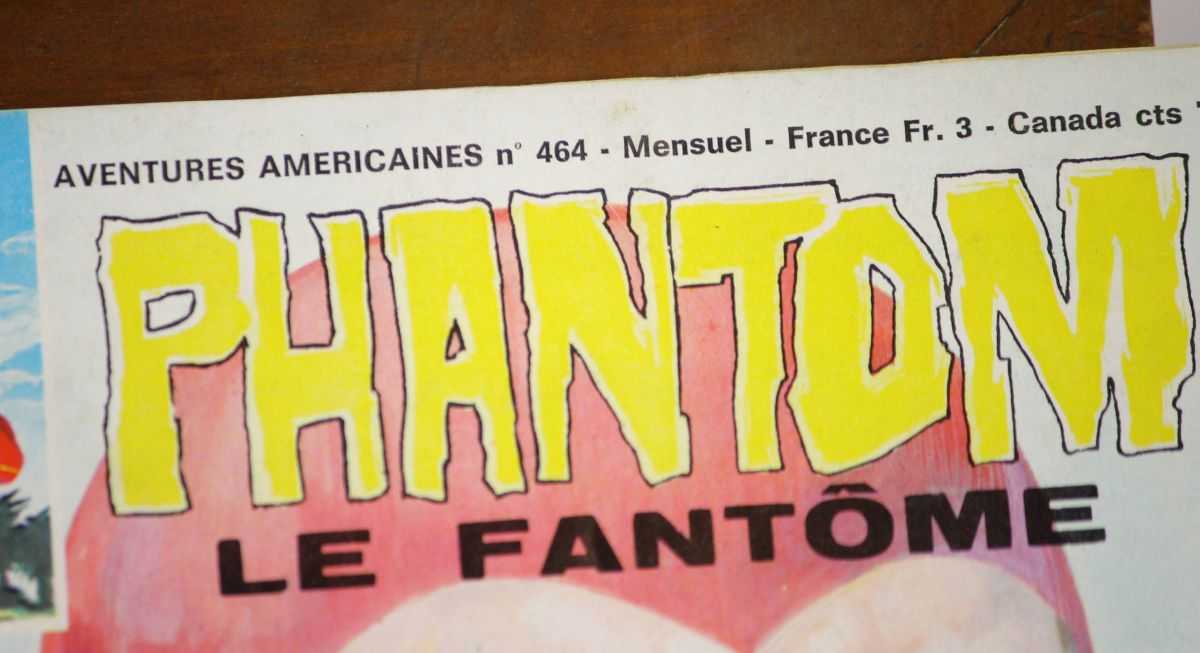 AVENTURES AMERICAINES n° 464 - Mensuel - France Fr. 3 - Canada cts
PHANTOM
LE FANTÔME